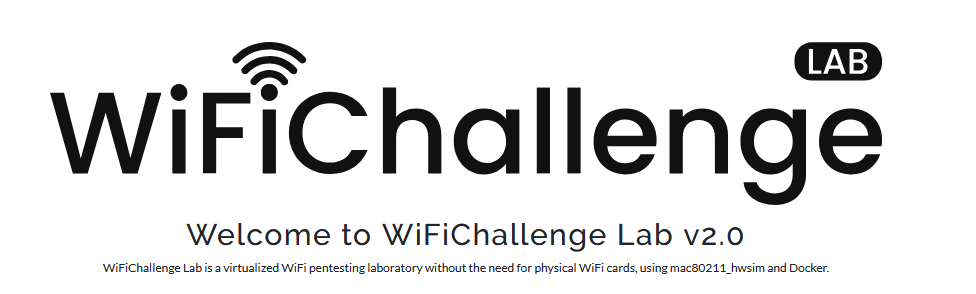 LAB
WiFiChallenge
Welcome to WiFiChallenge Lab v2.0
WiFiChallenge Lab is a virtualized WiFi pentesting laboratory without the need for physical WiFi cards, using mac80211_hwsim and Docker.